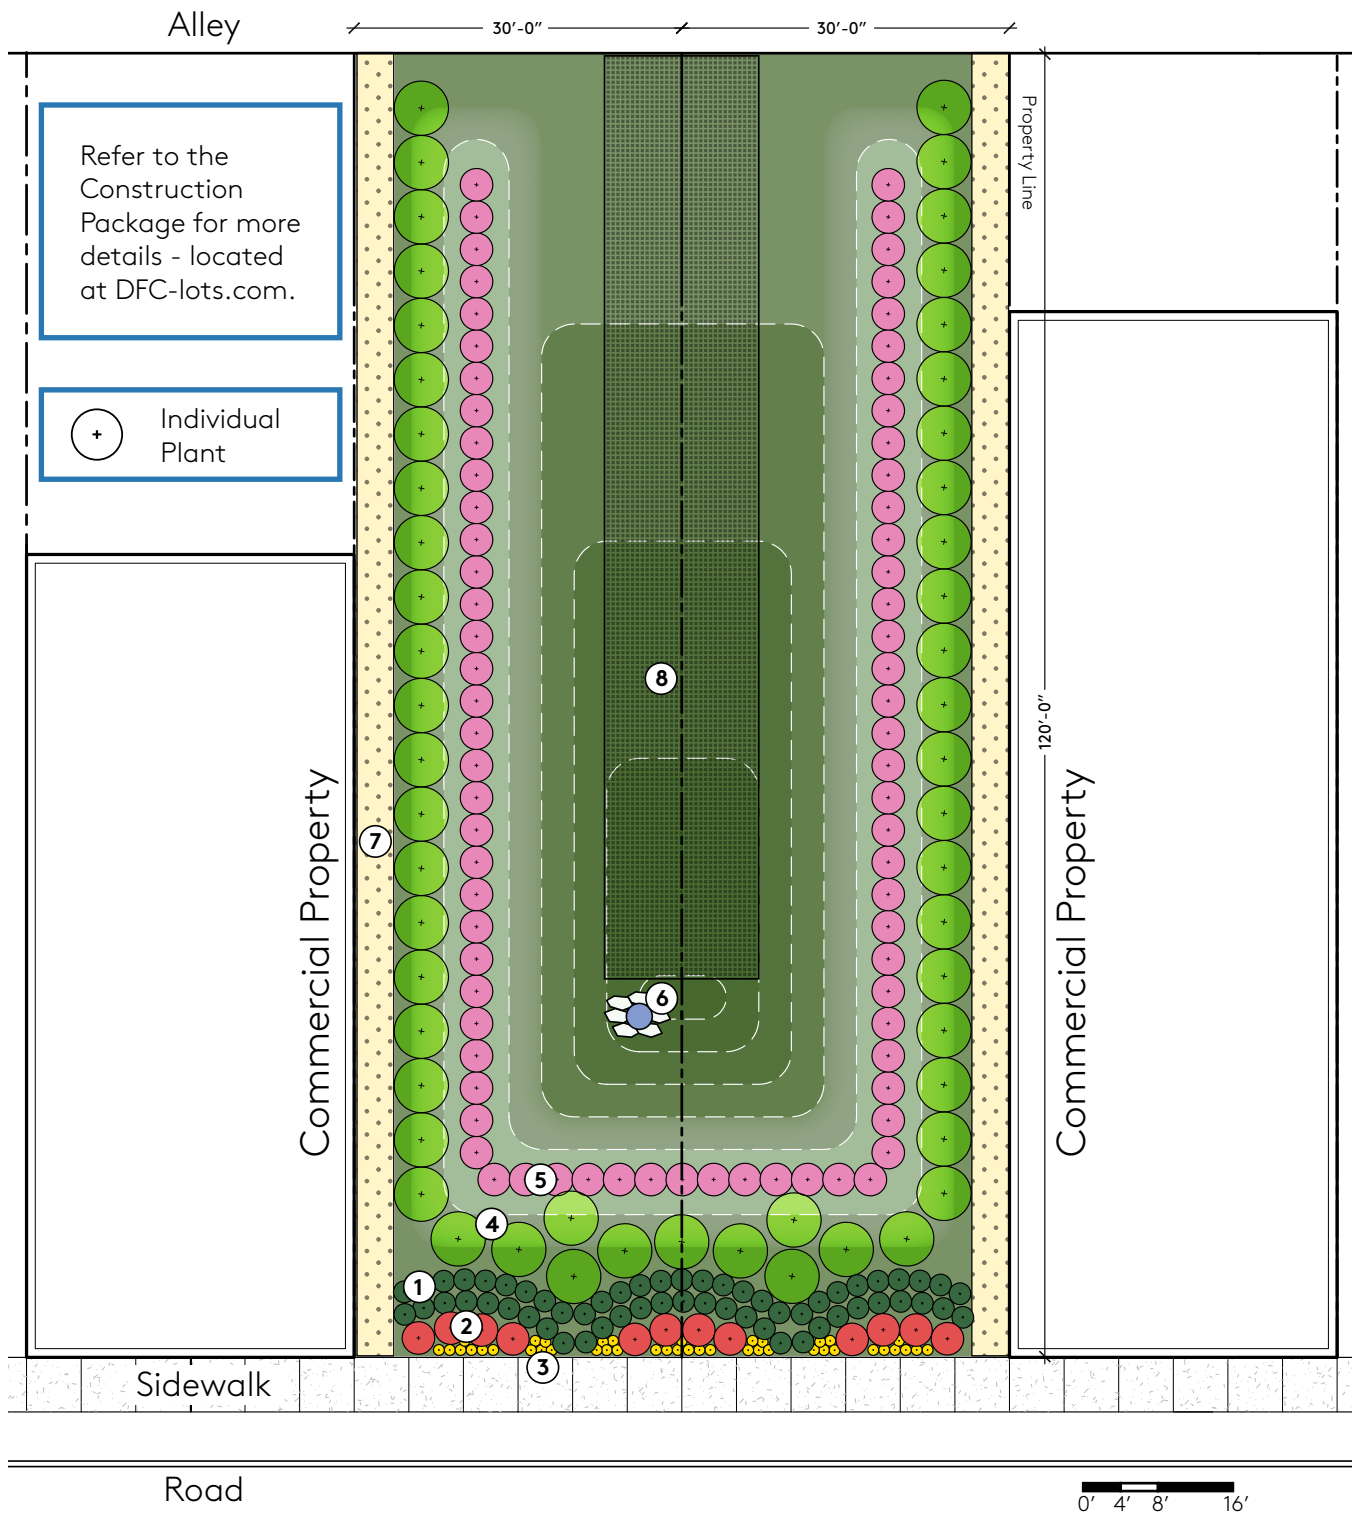 Alley
30'-0"
30'-0"
Refer to the
Construction
Package for more
details - located
at DFC-lots.com.
Individual
Plant
Property Line
8
120'-0"
Commercial Property
Commercial Property
7
6
5
4
1
2
3
Sidewalk
Road
0' 4' 8' 16'